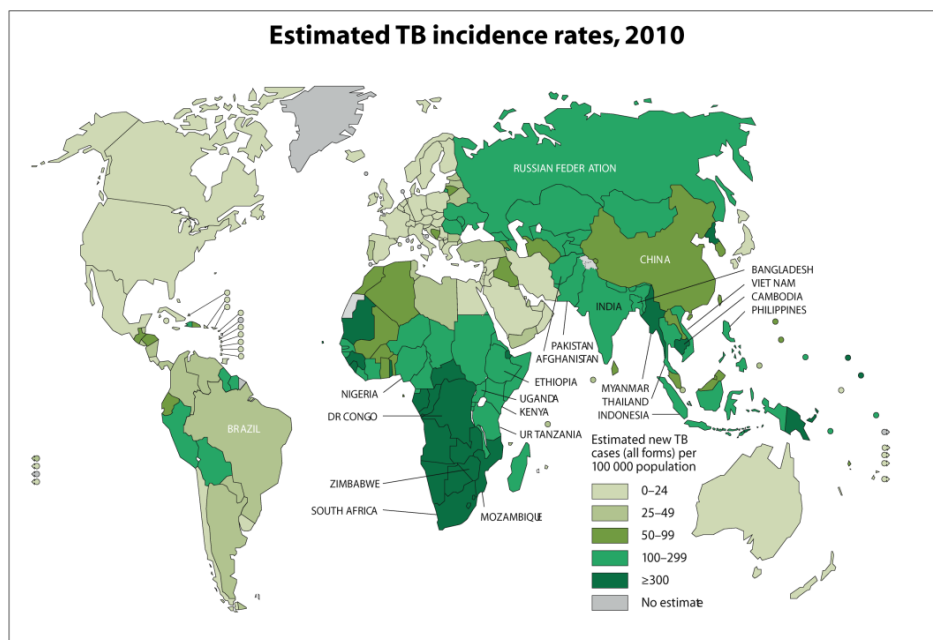 Estimated TB incidence rates, 2010
RUSSIAN FEDER ATION
CHINA
BANGLADESH
VIET NAM
CAMBODIA
PHILIPPINES
INDIA
PAKISTAN
AFGHANISTAN
NIGERIA
ETHIOPIA
UGANDA
KENYA
DR CONGO
UR TANZANIA
MYANMAR
THAILAND
INDONESIA
BRAZIL
ZIMBABWE
SOUTH AFRICA
MOZAMBIQUE
Estimated new TB
cases (all forms) per
100 000 population
0–24
25–49
50–99
100–299
≥300
No estimate